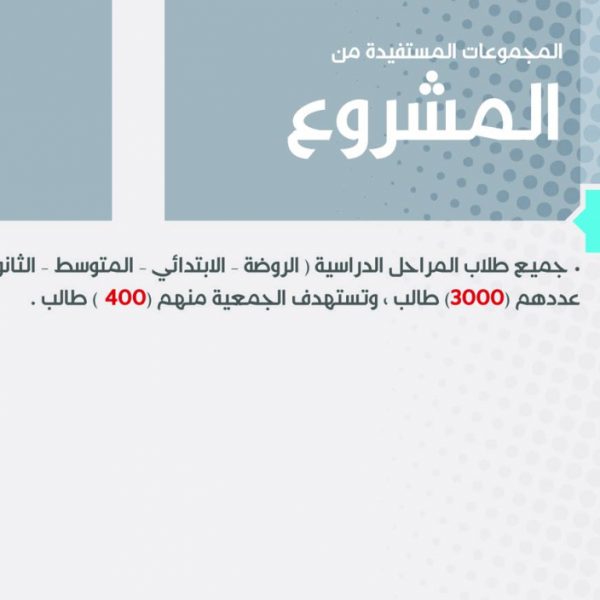 المجموعات المستفيدة من
المشروع
• جميع طلاب المراحل الدراسية ( الروضة - الابتدائي - المتوسط -
عددهم (3000) طالب ، وتستهدف الجمعية منهم (400 ) طالب .